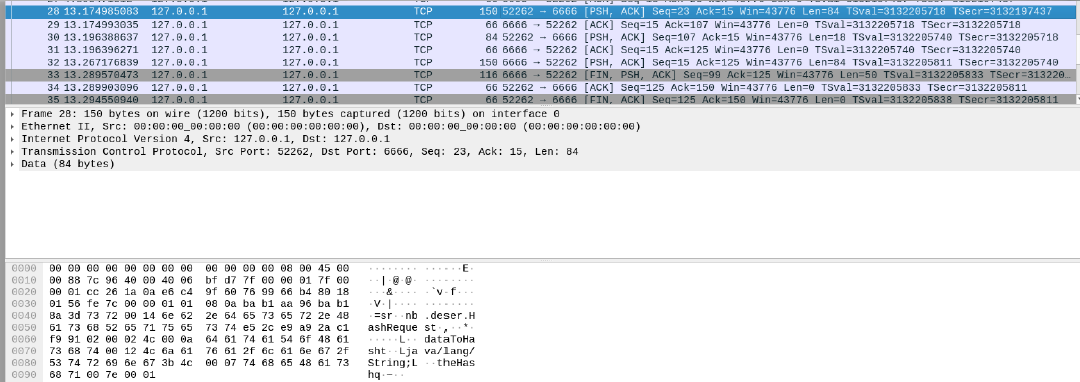 28 13.174985083 127.0.0.1 127.0.0.1 TCP 150 52262 → 6666 [PSH, ACK] Seq=23 Ack=15 Win=43776 Len=84 TSval=3132205718 TSecr=3132197437
29 13.174993035 127.0.0.1 127.0.0.1 TCP 66 6666 → 52262 [ACK] Seq=15 Ack=107 Win=43776 Len=0 TSval=3132205718 TSecr=3132205718
30 13.196388637 127.0.0.1 127.0.0.1 TCP 84 52262 → 6666 [PSH, ACK] Seq=107 Ack=15 Win=43776 Len=18 TSval=3132205740 TSecr=3132205718
31 13.196396271 127.0.0.1 127.0.0.1 TCP 66 6666 → 52262 [ACK] Seq=15 Ack=125 Win=43776 Len=0 TSval=3132205740 TSecr=3132205740
32 13.267176839 127.0.0.1 127.0.0.1 TCP 150 6666 → 52262 [PSH, ACK] Seq=15 Ack=125 Win=43776 Len=84 TSval=3132205811 TSecr=3132205740
33 13.289570473 127.0.0.1 127.0.0.1 TCP 116 6666 → 52262 [FIN, PSH, ACK] Seq=99 Ack=125 Win=43776 Len=50 TSval=3132205833 TSecr=313220…
34 13.289903096 127.0.0.1 127.0.0.1 TCP 66 52262 → 6666 [ACK] Seq=125 Ack=150 Win=43776 Len=0 TSval=3132205833 TSecr=3132205811
35 13.294550940 127.0.0.1 127.0.0.1 TCP 66 52262 → 6666 [FIN, ACK] Seq=125 Ack=150 Win=43776 Len=0 TSval=3132205838 TSecr=3132205811
Frame 28: 150 bytes on wire (1200 bits), 150 bytes captured (1200 bits) on interface 0
Ethernet II, Src: 00:00:00_00:00:00 (00:00:00:00:00:00), Dst: 00:00:00_00:00:00 (00:00:00:00:00:00)
Internet Protocol Version 4, Src: 127.0.0.1, Dst: 127.0.0.1
Transmission Control Protocol, Src Port: 52262, Dst Port: 6666, Seq: 23, Ack: 15, Len: 84
Data (84 bytes)
0000 00 00 00 00 00 00 00 00 00 00 00 00 08 00 45 00 ········ ······E·
0010 00 88 7c 96 40 00 40 06 bf d7 7f 00 00 01 7f 00 ··|·@·@· ········
0020 00 01 cc 26 1a 0a e6 c4 9f 60 76 99 66 b4 80 18 ···&···· ·`v·f···
0030 01 56 fe 7c 00 00 01 01 08 0a ba b1 aa 96 ba b1 ·V·|···· ········
0040 8a 3d 73 72 00 14 6e 62 2e 64 65 73 65 72 2e 48 ·=sr··nb .deser.H
0050 61 73 68 52 65 71 75 65 73 74 e5 2c e9 a9 2a c1 ashReque st·,··*·
0060 f9 91 02 00 02 4c 00 0a 64 61 74 61 54 6f 48 61 ·····L·· dataToHa
0070 73 68 74 00 12 4c 6a 61 76 61 2f 6c 61 6e 67 2f sht··Lja va/lang/
0080 53 74 72 69 6e 67 3b 4c 00 07 74 68 65 48 61 73 String;L ··theHas
68 71 00 7e 00 01 hq·~··